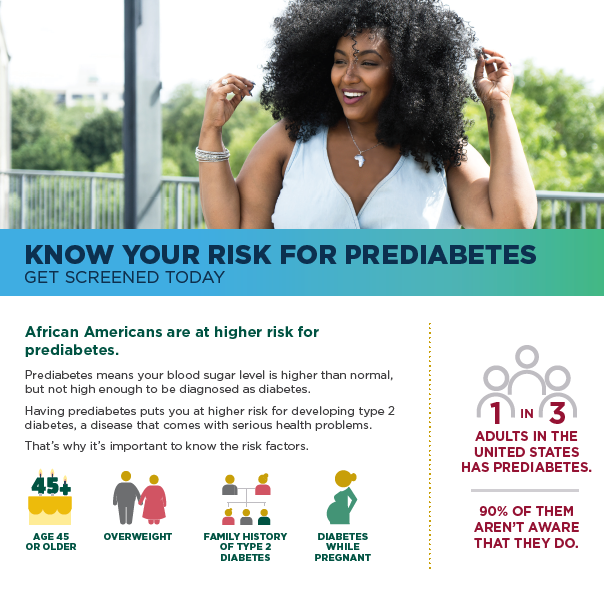 KNOW YOUR RISK FOR PREDIABETES
GET SCREENED TODAY
African Americans are at higher risk for
prediabetes.
Prediabetes means your blood sugar level is higher than normal,
but not high enough to be diagnosed as diabetes.
Having prediabetes puts you at higher risk for developing type 2
diabetes, a disease that comes with serious health problems.
That's why it's important to know the risk factors.
45+
AGE 45
OR OLDER
OVERWEIGHT
FAMILY HISTORY
OF TYPE 2
DIABETES
DIABETES
WHILE
PREGNANT
1 IN 3
ADULTS IN THE
UNITED STATES
HAS PREDIABETES.
90% OF THEM
AREN'T AWARE
THAT THEY DO.